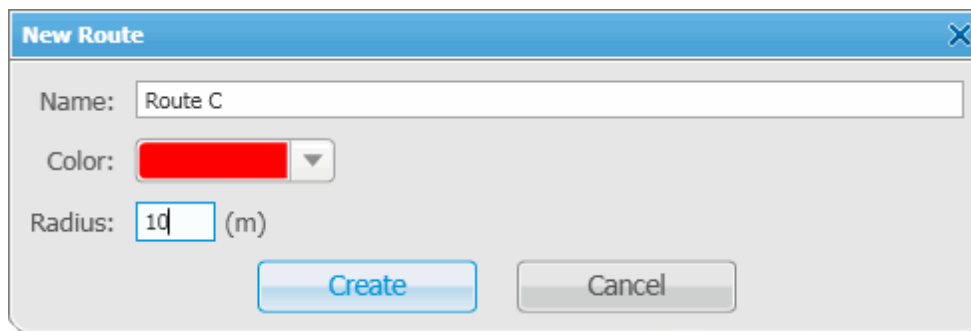 New Route
Name: Route C
Color:
Radius: 10 (m)
Create Cancel